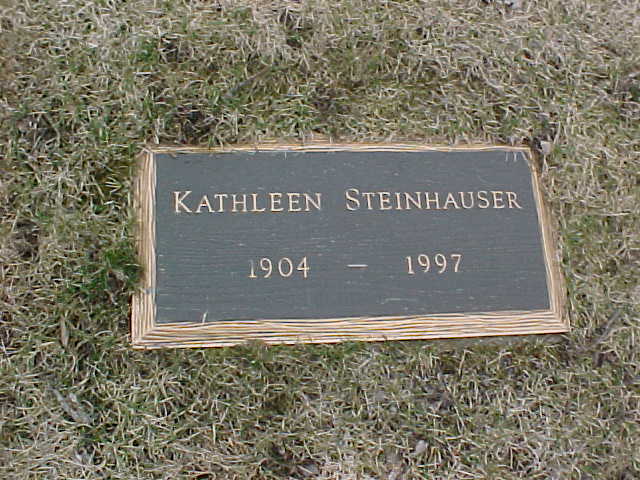 KATHLEEN STEINHAUSER
1904 – 1997